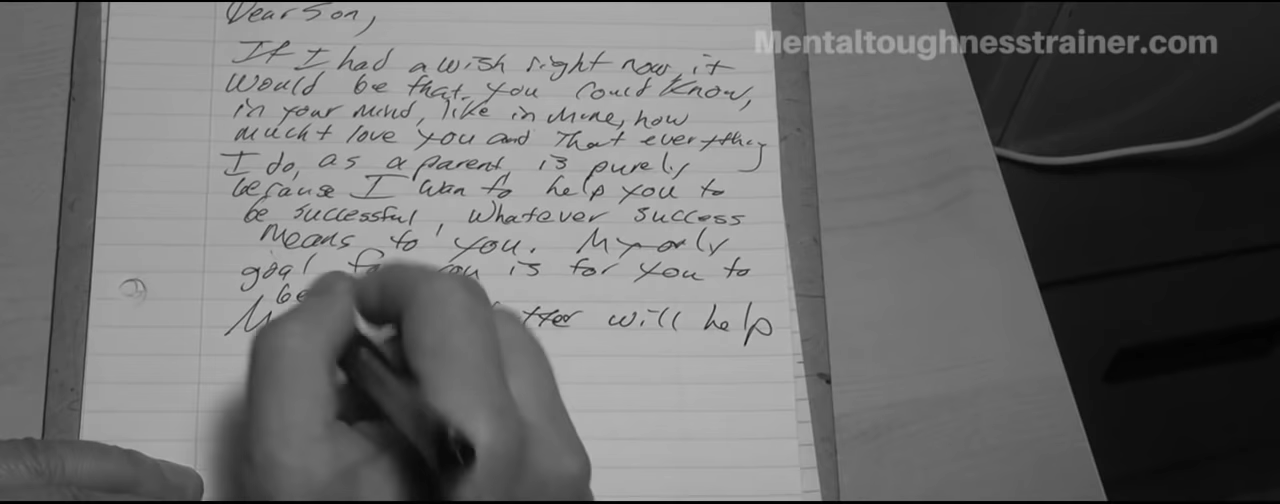 Dear Son,
Mentaltoughnesstrainer.com
If I had a wish right now, it
would be that you could know,
in your mind, like in mine, how
much I love you and that everything
I do, as a parent is purely
because I wan to help you to
be successful, whatever success
means to you. My only
goal you is for you to
be
will help